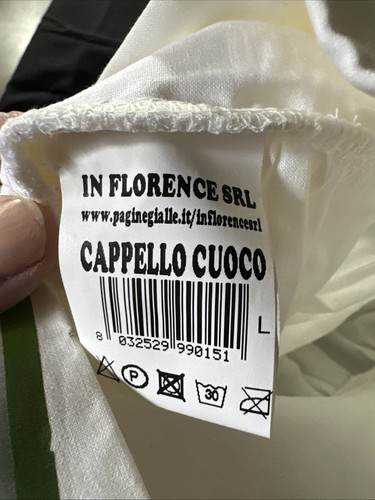 IN FLORENCE SRL
www.paginegialle.it/inflorencesrl
CAPPELLO CUOCO
L
8 032529 990151
P
30